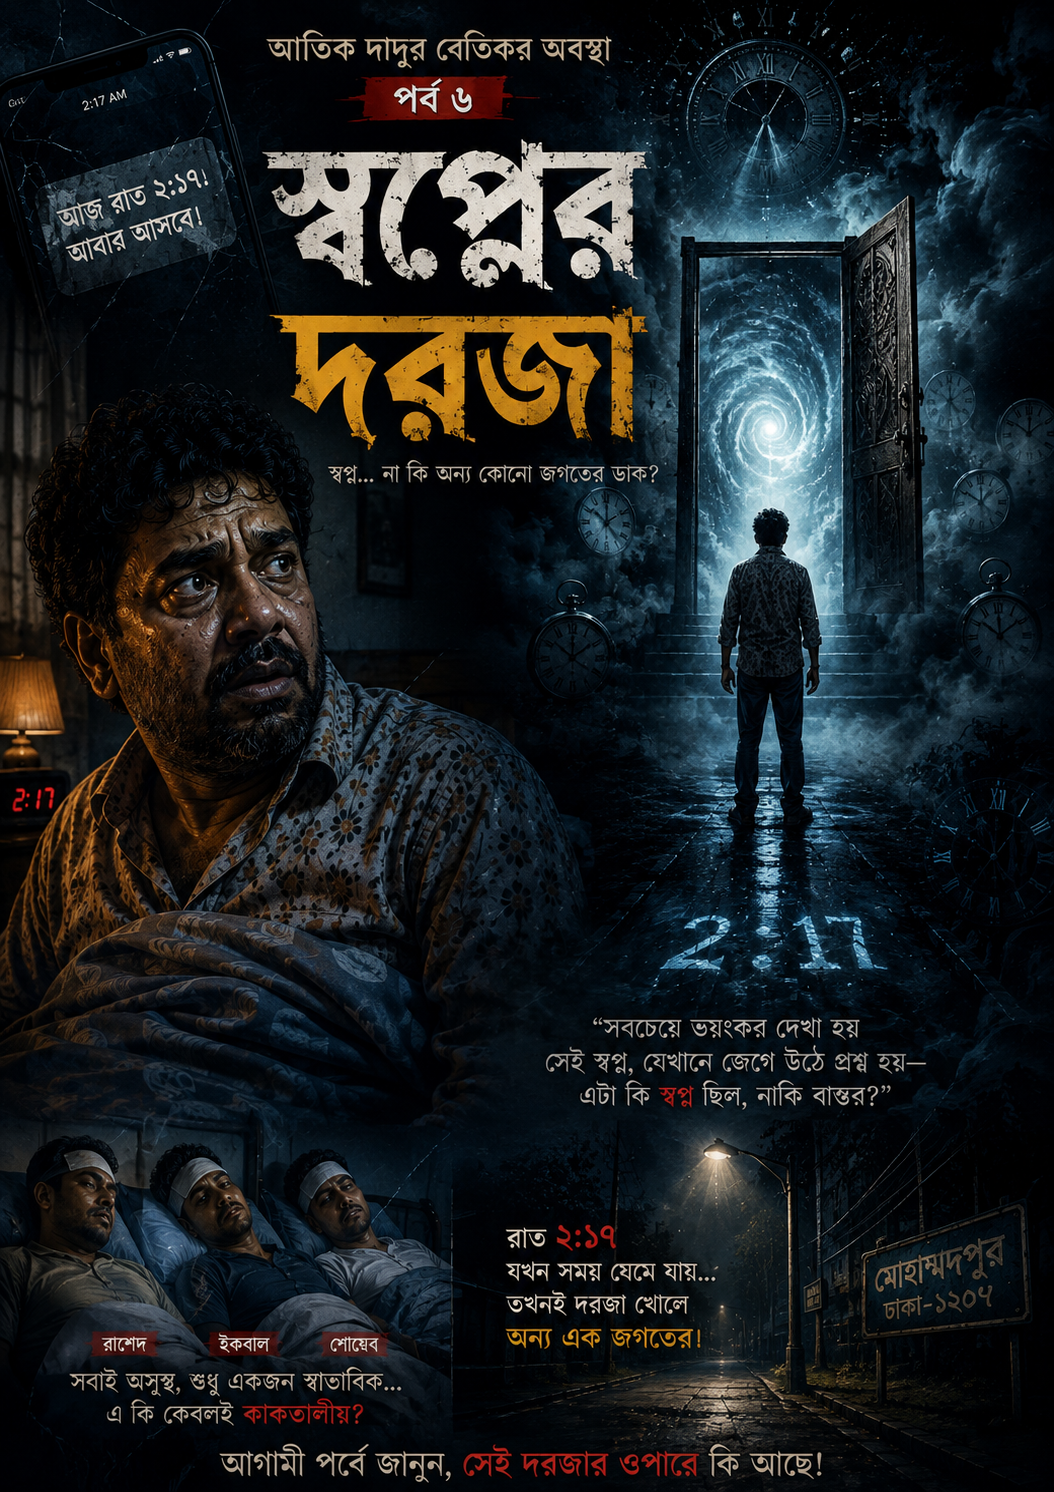 আতিক দাদুর বেতিকর অবস্থা
পর্ব ৬
2:17 AM
আজ রাত ২:১৭!
আবার আসবে!
স্বপ্নের
দরজা
স্বপ্ন... না কি অন্য কোনো জগতের ডাক?
2:17
2:17
“সবচেয়ে ভয়ংকর দেখা হয়
সেই স্বপ্ন, যেখানে জেগে উঠে প্রশ্ন হয়—
এটা কি স্বপ্ন ছিল, নাকি বাস্তব?”
রাত ২:১৭
যখন সময় থেমে যায়...
তখনই দরজা খোলে
অন্য এক জগতের!
মোহাম্মদপুর
ঢাকা-১২০৭
রাশেদ ইকবাল শোয়েব
সবাই অসুস্থ, শুধু একজন স্বাভাবিক...
এ কি কেবলই কাকতালীয়?
আগামী পর্বে জানুন, সেই দরজার ওপারে কি আছে!